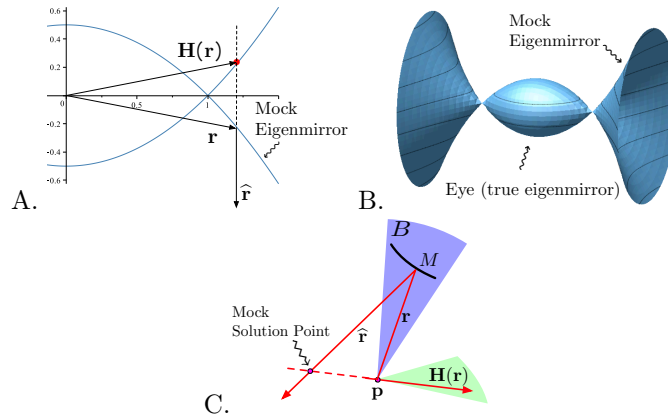 0.6
0.4
0.2
0
-0.2
-0.4
-0.6
0.5
1
H(r)
r
r̂
Mock
Eigenmirror
A.
Mock
Eigenmirror
Eye (true eigenmirror)
B.
B
M
Mock
Solution Point
r̂
r
H(r)
p
C.